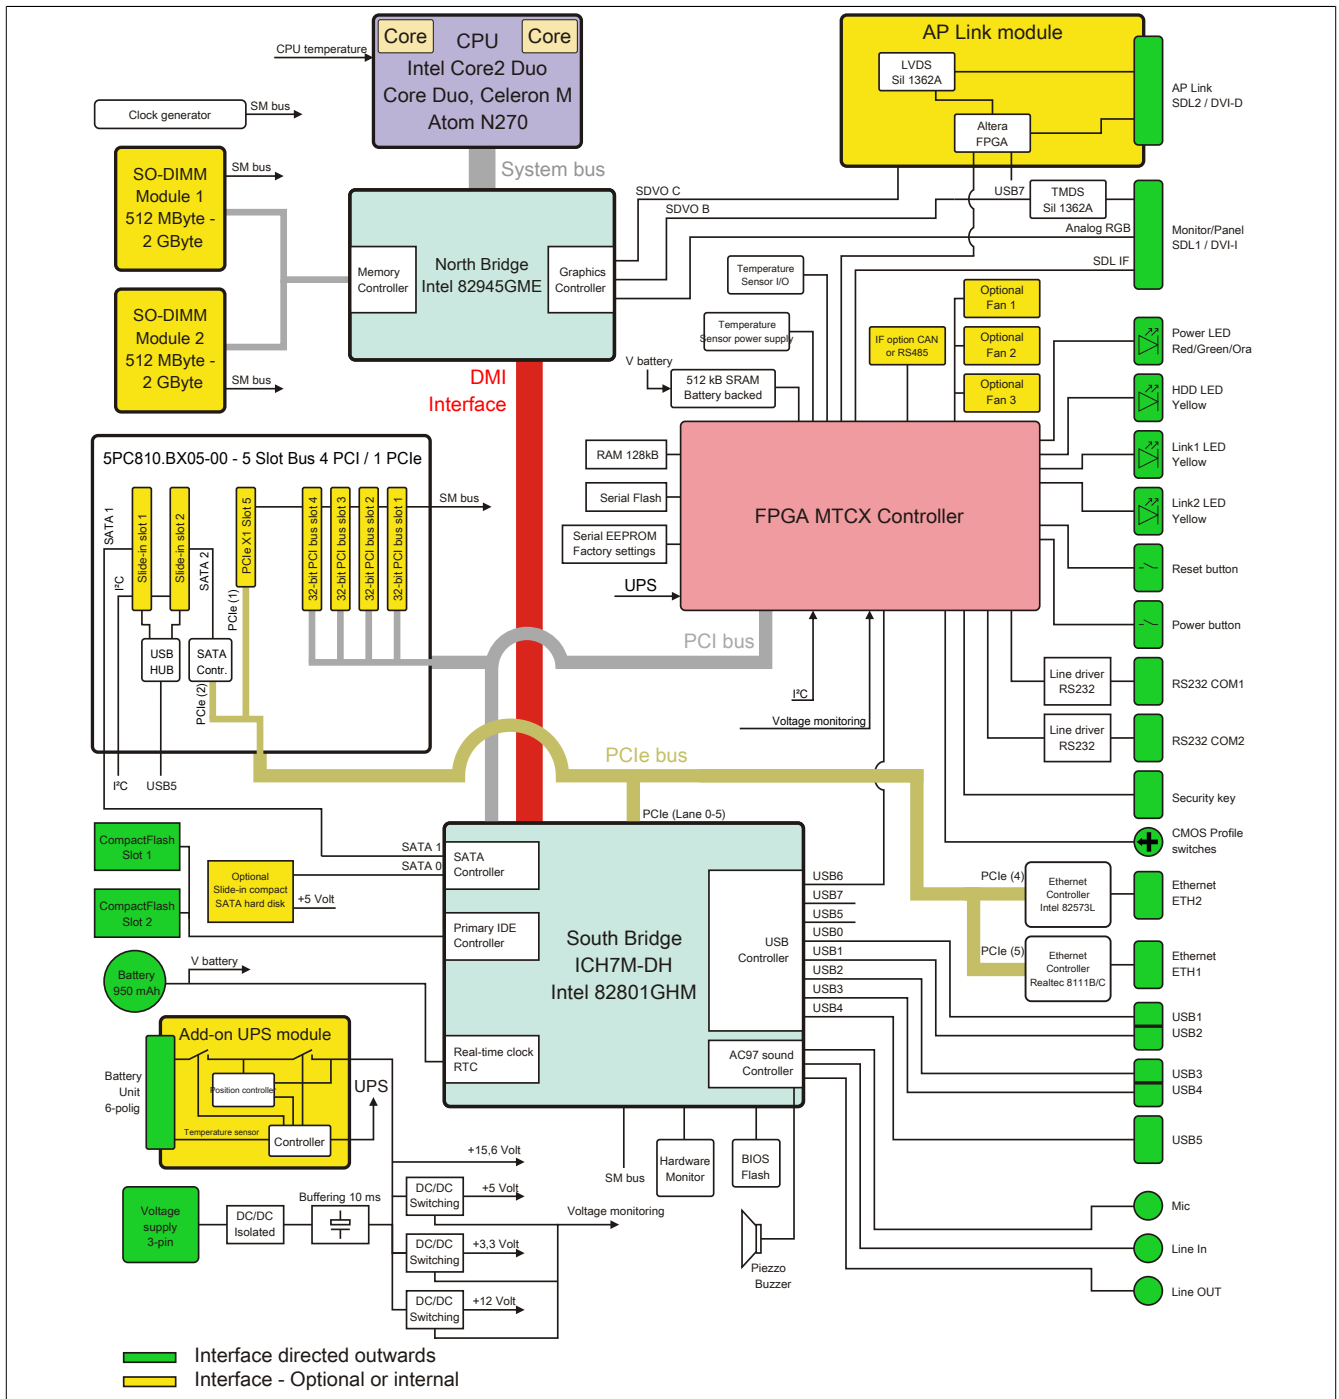 Core
CPU
Core
CPU temperature
Intel Core2 Duo
Core Duo, Celeron M
Atom N270
Clock generator
SM bus
System bus
AP Link module
LVDS
Sil 1362A
Altera
FPGA
AP Link
SDL2 / DVI-D
SO-DIMM
Module 1
512 MByte -
2 GByte
SM bus
SO-DIMM
Module 2
512 MByte -
2 GByte
SM bus
Memory
Controller
North Bridge
Intel 82945GME
Graphics
Controller
SDVO C
SDVO B
USB7
TMDS
Sil 1362A
Analog RGB
SDL IF
Monitor/Panel
SDL1 / DVI-I
Temperature
Sensor I/O
Temperature
Sensor power supply
V battery
512 kB SRAM
Battery backed
IF option CAN
or RS485
Optional
Fan 1
Optional
Fan 2
Optional
Fan 3
Power LED
Red/Green/Ora
HDD LED
Yellow
Link1 LED
Yellow
Link2 LED
Yellow
Reset button
Power button
DMI
Interface
RAM 128kB
Serial Flash
Serial EEPROM
Factory settings
UPS
FPGA MTCX Controller
PCI bus
I²C
Voltage monitoring
Line driver
RS232
RS232 COM1
Line driver
RS232
RS232 COM2
Security key
CMOS Profile
switches
5PC810.BX05-00 - 5 Slot Bus 4 PCI / 1 PCIe
SATA 1
I²C
Slide-in slot 1
Slide-in slot 2
SATA 2
PCIe (1)
PCIe X1 Slot 5
32-bit PCI bus slot 4
32-bit PCI bus slot 3
32-bit PCI bus slot 2
32-bit PCI bus slot 1
SM bus
USB
HUB
SATA
Contr.
PCIe (2)
I²C
USB5
PCIe bus
PCIe (Lane 0-5)
CompactFlash
Slot 1
CompactFlash
Slot 2
Optional
Slide-in compact
SATA hard disk
+5 Volt
SATA 1
SATA 0
SATA
Controller
Primary IDE
Controller
South Bridge
ICH7M-DH
Intel 82801GHM
USB
Controller
USB6
USB7
USB5
USB0
USB1
USB2
USB3
USB4
PCIe (4)
Ethernet
Controller
Intel 82573L
Ethernet
ETH2
PCIe (5)
Ethernet
Controller
Realtec 8111B/C
Ethernet
ETH1
USB1
USB2
USB3
USB4
USB5
Battery
950 mAh
V battery
Real-time clock
RTC
AC97 sound
Controller
Add-on UPS module
Battery
Unit
6-polig
Position controller
Temperature sensor
Controller
UPS
SM bus
Hardware
Monitor
BIOS
Flash
Piezzo
Buzzer
Mic
Line In
Line OUT
+15,6 Volt
Voltage
supply
3-pin
DC/DC
Isolated
Buffering 10 ms
DC/DC
Switching
+5 Volt
Voltage monitoring
DC/DC
Switching
+3,3 Volt
DC/DC
Switching
+12 Volt
Interface directed outwards
Interface - Optional or internal